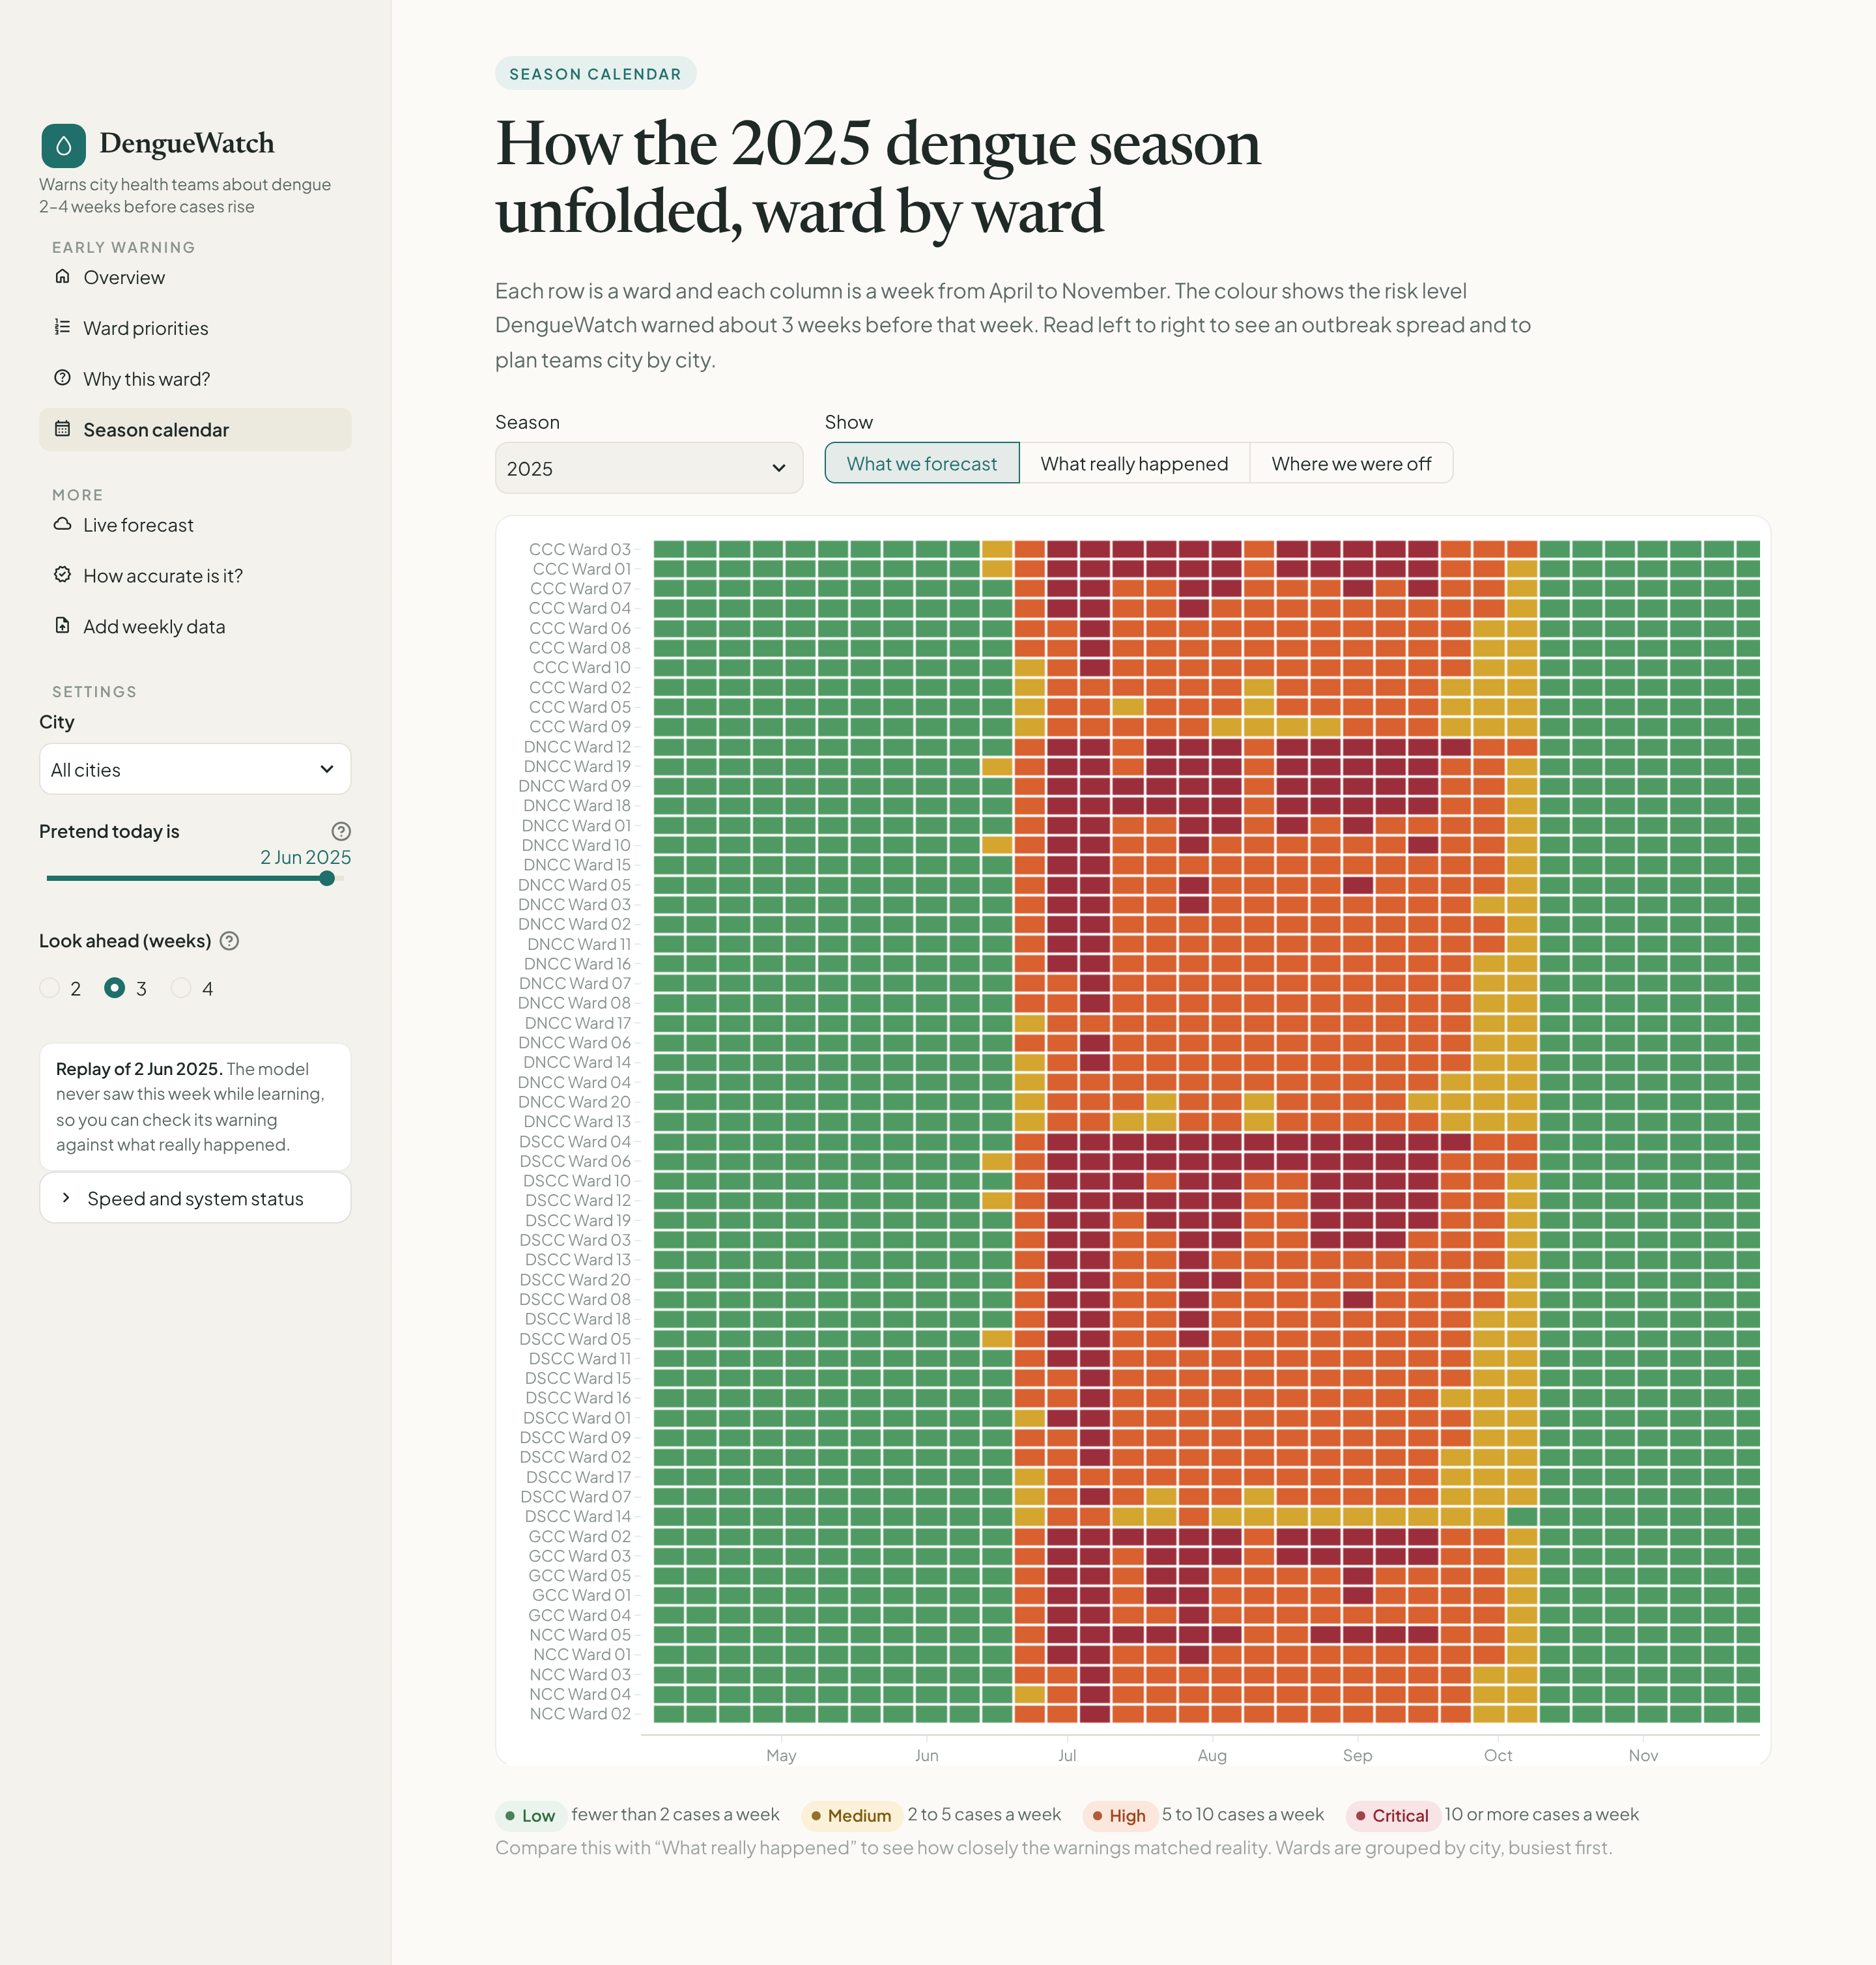 DengueWatch
Warns city health teams about dengue
2–4 weeks before cases rise
EARLY WARNING
Overview
Ward priorities
Why this ward?
Season calendar
MORE
Live forecast
How accurate is it?
Add weekly data
SETTINGS
City
All cities
Pretend today is
2 Jun 2025
Look ahead (weeks)
2 3 4
Replay of 2 Jun 2025. The model
never saw this week while learning,
so you can check its warning
against what really happened.
Speed and system status
SEASON CALENDAR
How the 2025 dengue season
unfolded, ward by ward
Each row is a ward and each column is a week from April to November. The colour shows the risk level
DengueWatch warned about 3 weeks before that week. Read left to right to see an outbreak spread and to
plan teams city by city.
Season
2025
Show
What we forecast What really happened Where we were off
CCC Ward 03
CCC Ward 01
CCC Ward 07
CCC Ward 04
CCC Ward 06
CCC Ward 08
CCC Ward 10
CCC Ward 02
CCC Ward 05
CCC Ward 09
DNCC Ward 12
DNCC Ward 19
DNCC Ward 09
DNCC Ward 18
DNCC Ward 01
DNCC Ward 10
DNCC Ward 15
DNCC Ward 05
DNCC Ward 03
DNCC Ward 02
DNCC Ward 11
DNCC Ward 16
DNCC Ward 07
DNCC Ward 08
DNCC Ward 17
DNCC Ward 06
DNCC Ward 14
DNCC Ward 04
DNCC Ward 20
DNCC Ward 13
DSCC Ward 04
DSCC Ward 06
DSCC Ward 10
DSCC Ward 12
DSCC Ward 19
DSCC Ward 03
DSCC Ward 13
DSCC Ward 20
DSCC Ward 08
DSCC Ward 18
DSCC Ward 05
DSCC Ward 11
DSCC Ward 15
DSCC Ward 16
DSCC Ward 01
DSCC Ward 09
DSCC Ward 02
DSCC Ward 17
DSCC Ward 07
DSCC Ward 14
GCC Ward 02
GCC Ward 03
GCC Ward 05
GCC Ward 01
GCC Ward 04
NCC Ward 05
NCC Ward 01
NCC Ward 03
NCC Ward 04
NCC Ward 02
May Jun Jul Aug Sep Oct Nov
Low fewer than 2 cases a week Medium 2 to 5 cases a week High 5 to 10 cases a week Critical 10 or more cases a week
Compare this with “What really happened” to see how closely the warnings matched reality. Wards are grouped by city, busiest first.